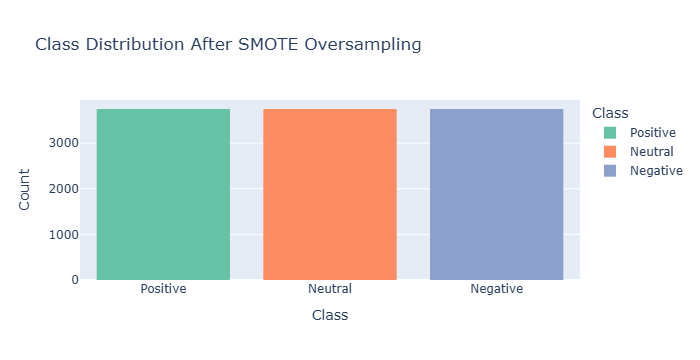 Class Distribution After SMOTE Oversampling
Count
3000
2000
1000
0
Positive
Neutral
Negative
Class
Class
Positive
Neutral
Negative